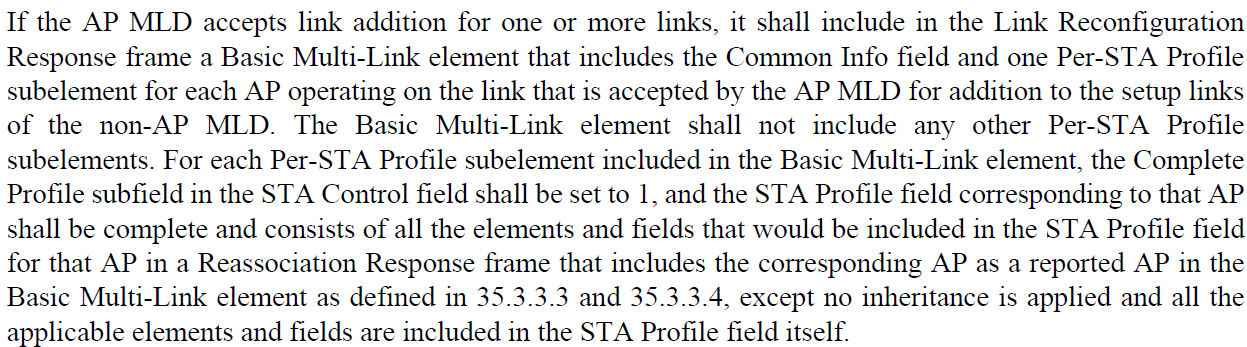 If the AP MLD accepts link addition for one or more links, it shall include in the Link Reconfiguration
Response frame a Basic Multi-Link element that includes the Common Info field and one Per-STA Profile
subelement for each AP operating on the link that is accepted by the AP MLD for addition to the setup links
of the non-AP MLD. The Basic Multi-Link element shall not include any other Per-STA Profile
subelements. For each Per-STA Profile subelement included in the Basic Multi-Link element, the Complete
Profile subfield in the STA Control field shall be set to 1, and the STA Profile field corresponding to that AP
shall be complete and consists of all the elements and fields that would be included in the STA Profile field
for that AP in a Reassociation Response frame that includes the corresponding AP as a reported AP in the
Basic Multi-Link element as defined in 35.3.3.3 and 35.3.3.4, except no inheritance is applied and all the
applicable elements and fields are included in the STA Profile field itself.